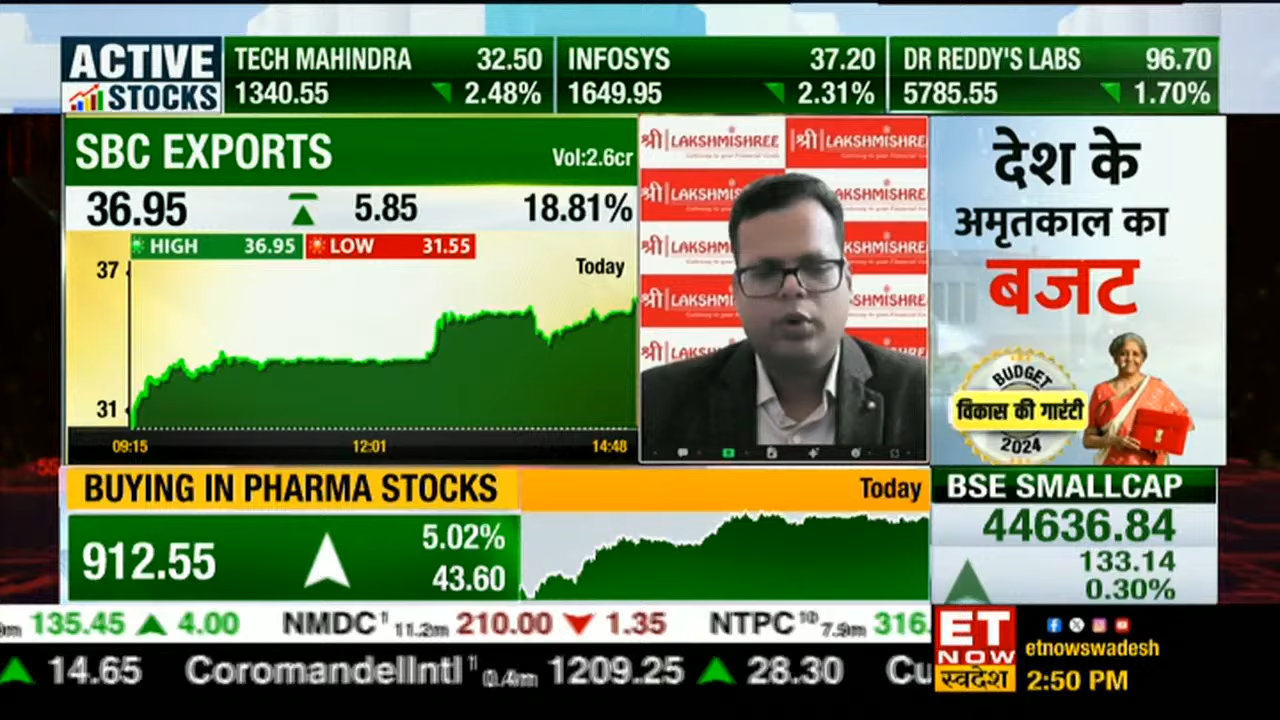 ACTIVE STOCKS
TECH MAHINDRA 32.50
1340.55 2.48%
INFOSYS 37.20
1649.95 2.31%
DR REDDY'S LABS 96.70
5785.55 1.70%
SBC EXPORTS Vol:2.6cr
36.95 5.85 18.81%
HIGH 36.95 LOW 31.55
Today
37
31
09:15 12:01 14:48
श्री LAKSHMISHREE श्री LAKSHMISHREE
श्री LAKSHMISHREE
श्री LAKSHMI
देश के
अमृतकाल का
बजट
BUDGET
विकास की गारंटी
2024
BUYING IN PHARMA STOCKS Today
912.55 5.02%
43.60
BSE SMALLCAP
44636.84
133.14
0.30%
135.45 4.00 NMDC 11.2m 210.00 1.35 NTPC 7.9m 316.
14.65 CoromandelIntl 0.4m 1209.25 28.30 Cu
ET NOW स्वदेश
etnowswadesh
2:50 PM